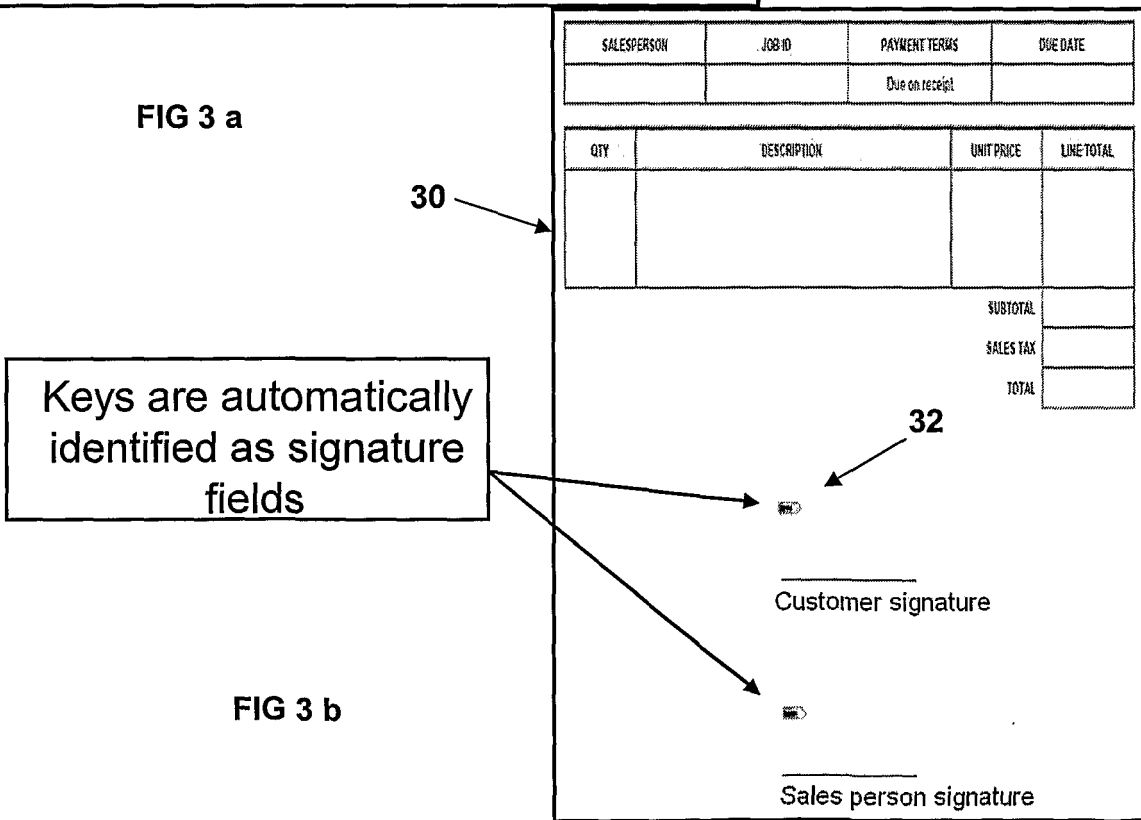 SALESPERSON JOB ID PAYMENT TERMS DUE DATE
Due on receipt
FIG 3 a
QTY DESCRIPTION UNIT PRICE LINE TOTAL
30
SUBTOTAL
SALES TAX
TOTAL
Keys are automatically
identified as signature
fields
32
Customer signature
FIG 3 b
Sales person signature